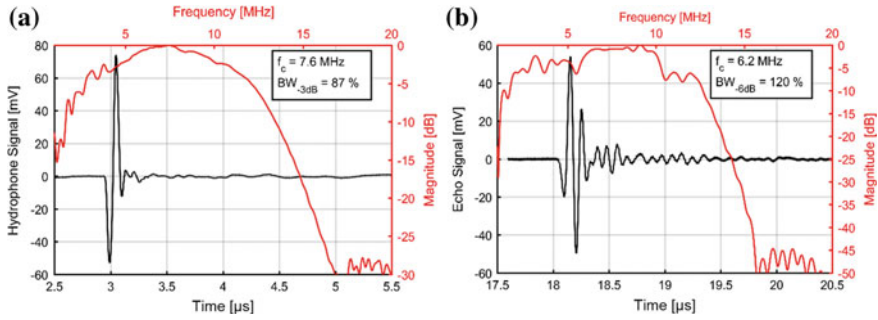 (a)
Frequency [MHz]
5 10 15 20
80
60
40
20
0
-20
-40
-60
Hydrophone Signal [mV]
f_c = 7.6 MHz
BW_-3dB = 87 %
0
-5
-10
-15
-20
-25
-30
Magnitude [dB]
2.5 3 3.5 4 4.5 5 5.5
Time [µs]
(b)
Frequency [MHz]
5 10 15 20
60
40
20
0
-20
-40
-60
Echo Signal [mV]
f_c = 6.2 MHz
BW_-6dB = 120 %
0
-5
-10
-15
-20
-25
-30
-35
-40
-45
-50
Magnitude [dB]
17.5 18 18.5 19 19.5 20 20.5
Time [µs]